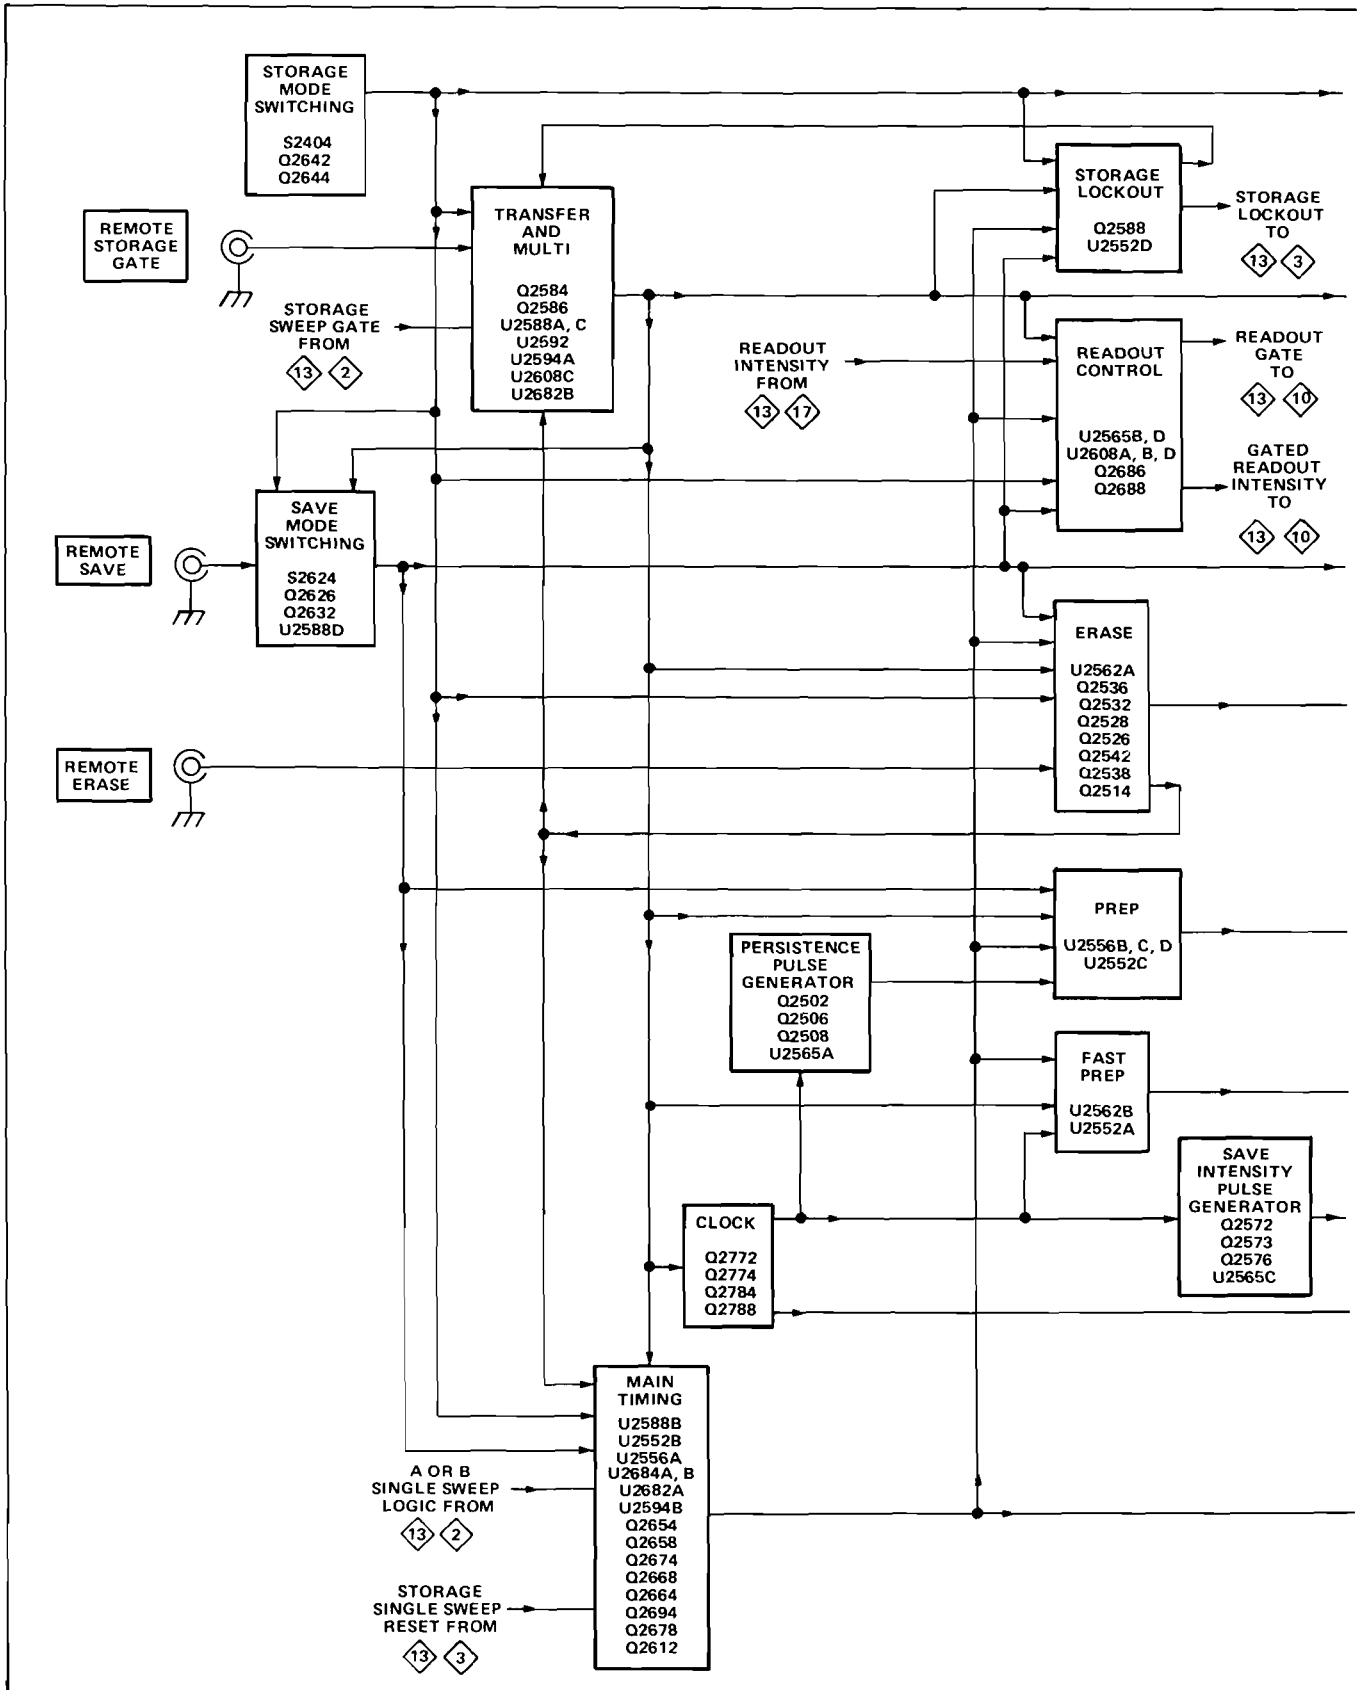 STORAGE
MODE
SWITCHING
S2404
Q2642
Q2644
REMOTE
STORAGE
GATE
TRANSFER
AND
MULTI
Q2584
Q2586
U2588A, C
U2592
U2594A
U2608C
U2682B
STORAGE
SWEEP GATE
FROM
13 2
STORAGE
LOCKOUT
Q2588
U2552D
STORAGE
LOCKOUT
TO
13 3
READOUT
INTENSITY
FROM
13 17
READOUT
CONTROL
U2565B, D
U2608A, B, D
Q2686
Q2688
READOUT
GATE
TO
13 10
GATED
READOUT
INTENSITY
TO
13 10
REMOTE
SAVE
SAVE
MODE
SWITCHING
S2624
Q2626
Q2632
U2588D
ERASE
U2562A
Q2536
Q2532
Q2528
Q2526
Q2542
Q2538
Q2514
REMOTE
ERASE
PREP
U2556B, C, D
U2552C
PERSISTENCE
PULSE
GENERATOR
Q2502
Q2506
Q2508
U2565A
FAST
PREP
U2562B
U2552A
SAVE
INTENSITY
PULSE
GENERATOR
Q2572
Q2573
Q2576
U2565C
CLOCK
Q2772
Q2774
Q2784
Q2788
MAIN
TIMING
U2588B
U2552B
U2556A
U2684A, B
U2682A
U2594B
Q2654
Q2658
Q2674
Q2668
Q2664
Q2694
Q2678
Q2612
A OR B
SINGLE SWEEP
LOGIC FROM
13 2
STORAGE
SINGLE SWEEP
RESET FROM
13 3